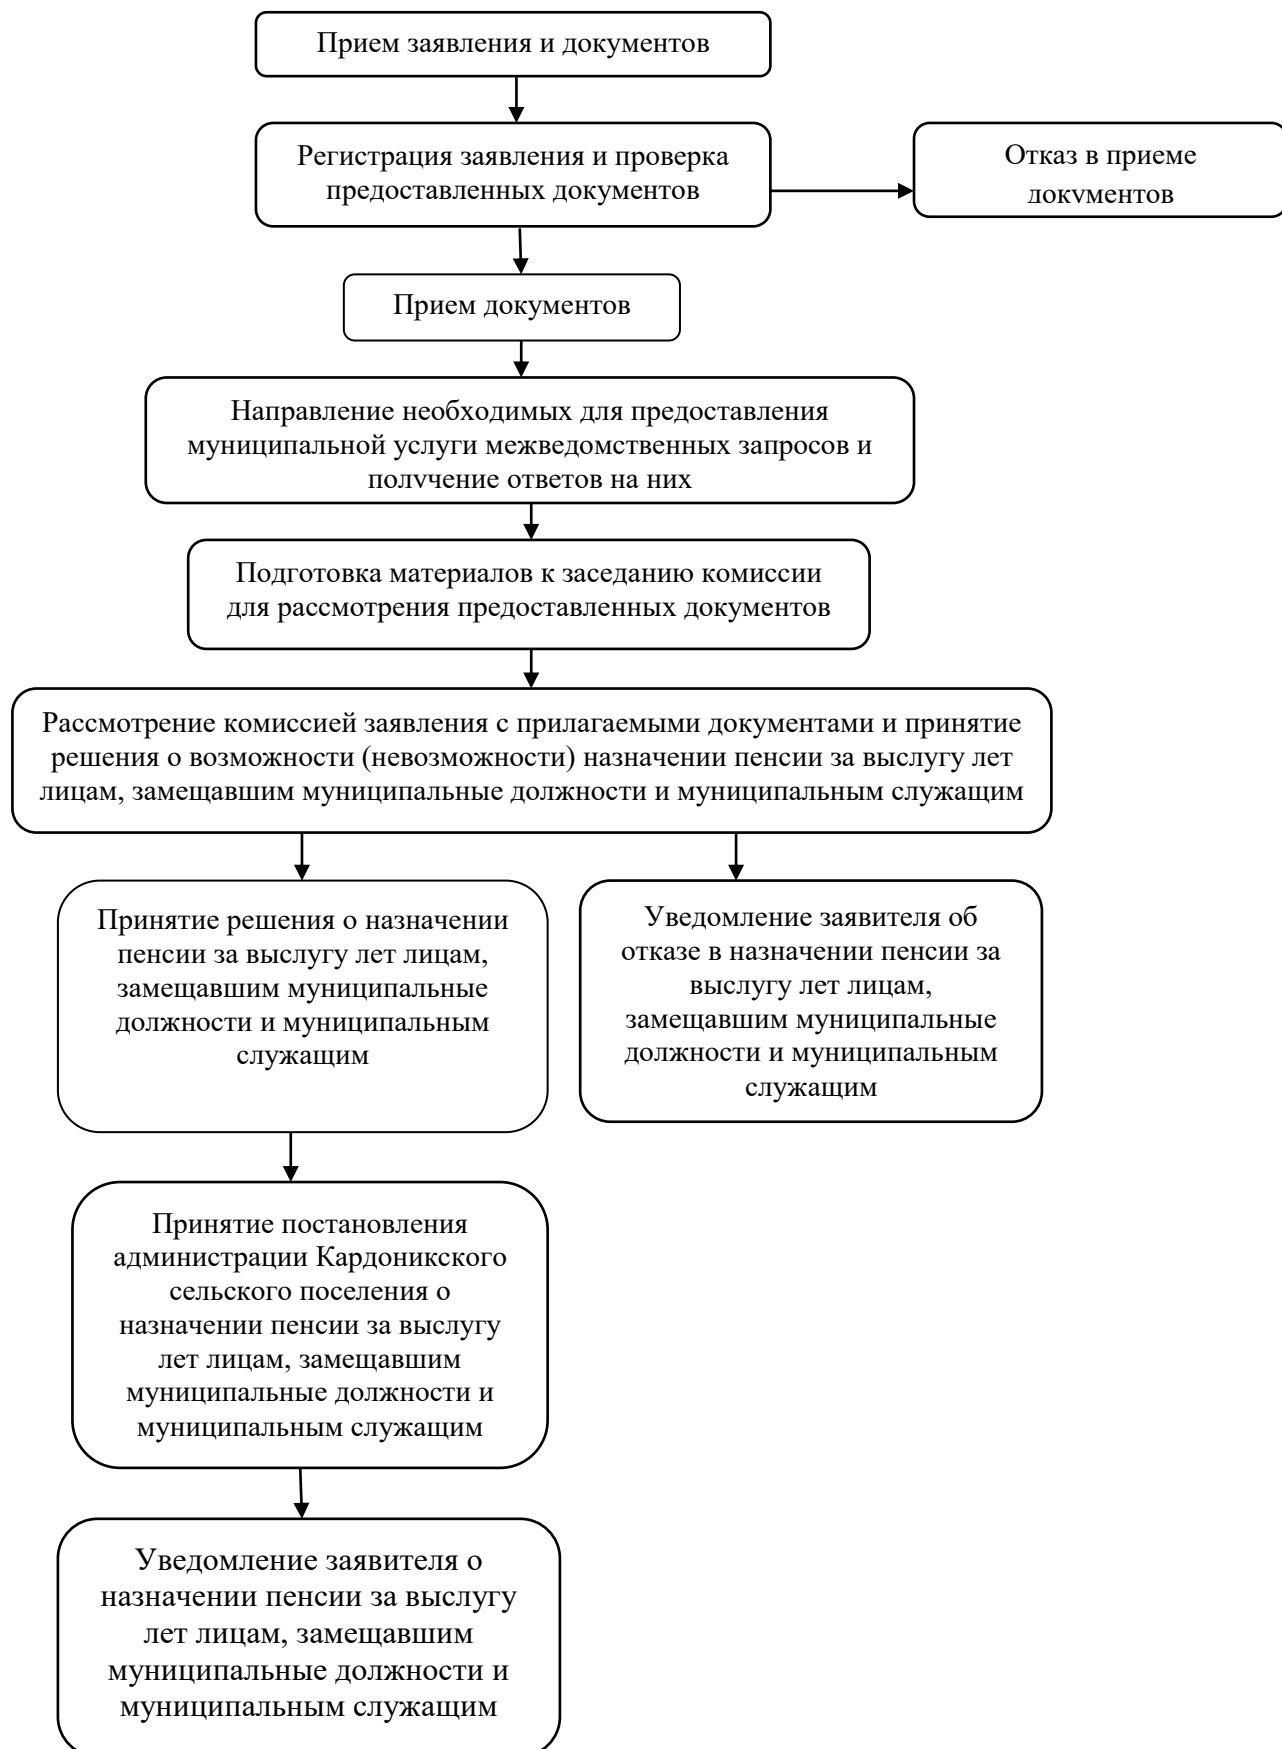 Прием заявления и документов
Регистрация заявления и проверка
предоставленных документов
Отказ в приеме
документов
Прием документов
Направление необходимых для предоставления
муниципальной услуги межведомственных запросов и
получение ответов на них
Подготовка материалов к заседанию комиссии
для рассмотрения предоставленных документов
Рассмотрение комиссией заявления с прилагаемыми документами и принятие
решения о возможности (невозможности) назначении пенсии за выслугу лет
лицам, замещавшим муниципальные должности и муниципальным служащим
Принятие решения о назначении
пенсии за выслугу лет лицам,
замещавшим муниципальные
должности и муниципальным
служащим
Уведомление заявителя об
отказе в назначении пенсии за
выслугу лет лицам,
замещавшим муниципальные
должности и муниципальным
служащим
Принятие постановления
администрации Кардоникского
сельского поселения о
назначении пенсии за выслугу
лет лицам, замещавшим
муниципальные должности и
муниципальным служащим
Уведомление заявителя о
назначении пенсии за выслугу
лет лицам, замещавшим
муниципальные должности и
муниципальным служащим